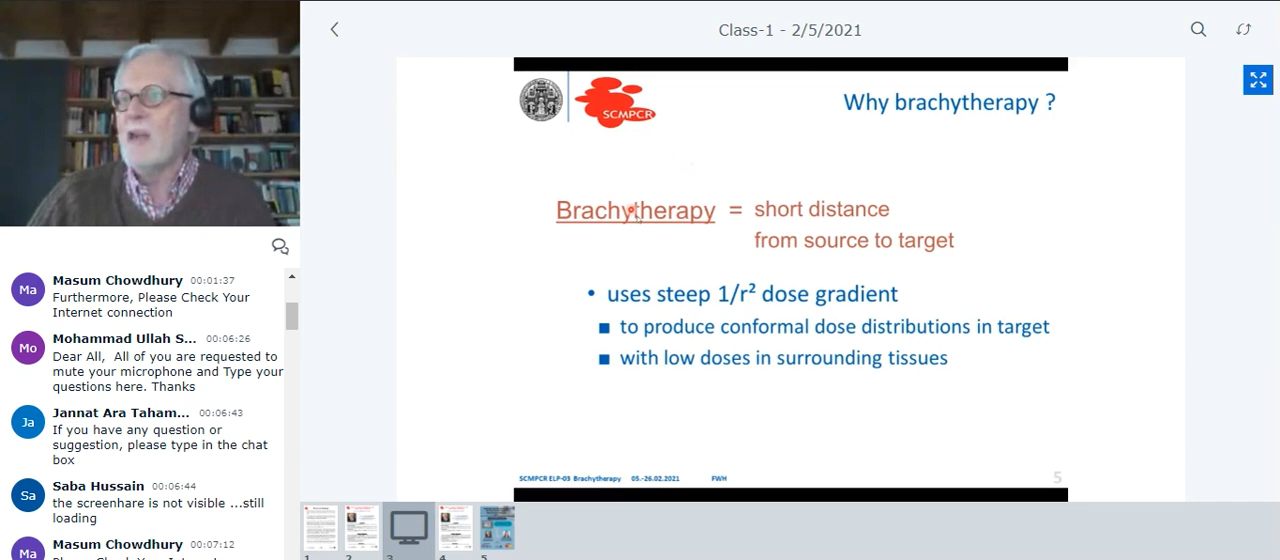 Class-1 - 2/5/2021
SCMPCR
Why brachytherapy ?
Brachytherapy = short distance
from source to target
• uses steep 1/r² dose gradient
■ to produce conformal dose distributions in target
■ with low doses in surrounding tissues
SCMPCR ELP-03 Brachytherapy 05.-26.02.2021 FWH
5
Ma
Masum Chowdhury 00:01:37
Furthermore, Please Check Your
Internet connection
Mo
Mohammad Ullah S... 00:06:26
Dear All, All of you are requested to
mute your microphone and Type your
questions here. Thanks
Ja
Jannat Ara Taham... 00:06:43
If you have any question or
suggestion, please type in the chat
box
Sa
Saba Hussain 00:06:44
the screenhare is not visible ...still
loading
Ma
Masum Chowdhury 00:07:12
1 2 3 4 5